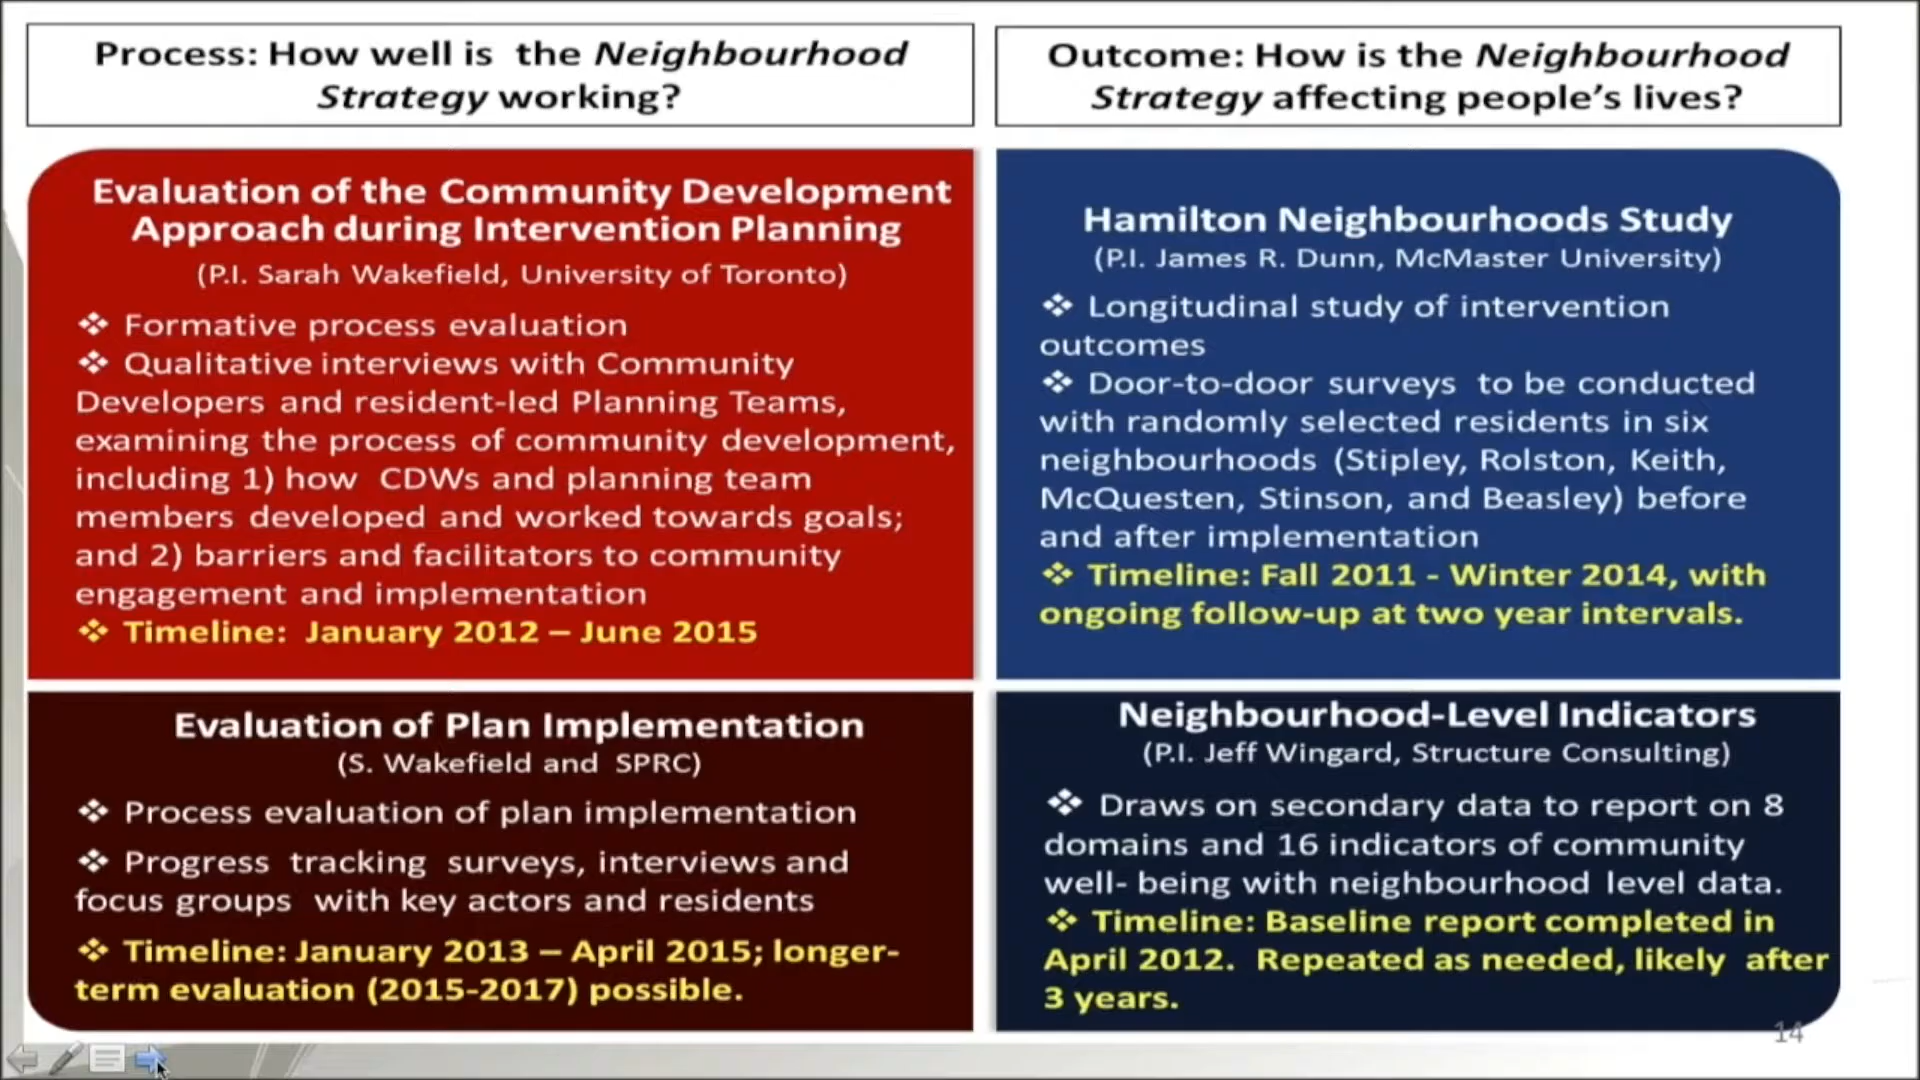 Process: How well is the Neighbourhood
Strategy working?
Outcome: How is the Neighbourhood
Strategy affecting people's lives?
Evaluation of the Community Development
Approach during Intervention Planning
(P.I. Sarah Wakefield, University of Toronto)
❖ Formative process evaluation
❖ Qualitative interviews with Community
Developers and resident-led Planning Teams,
examining the process of community development,
including 1) how CDWs and planning team
members developed and worked towards goals;
and 2) barriers and facilitators to community
engagement and implementation
❖ Timeline: January 2012 – June 2015
Hamilton Neighbourhoods Study
(P.I. James R. Dunn, McMaster University)
❖ Longitudinal study of intervention
outcomes
❖ Door-to-door surveys to be conducted
with randomly selected residents in six
neighbourhoods (Stipley, Rolston, Keith,
McQuesten, Stinson, and Beasley) before
and after implementation
❖ Timeline: Fall 2011 - Winter 2014, with
ongoing follow-up at two year intervals.
Evaluation of Plan Implementation
(S. Wakefield and SPRC)
❖ Process evaluation of plan implementation
❖ Progress tracking surveys, interviews and
focus groups with key actors and residents
❖ Timeline: January 2013 – April 2015; longer-
term evaluation (2015-2017) possible.
Neighbourhood-Level Indicators
(P.I. Jeff Wingard, Structure Consulting)
❖ Draws on secondary data to report on 8
domains and 16 indicators of community
well- being with neighbourhood level data.
❖ Timeline: Baseline report completed in
April 2012. Repeated as needed, likely after
3 years.
14